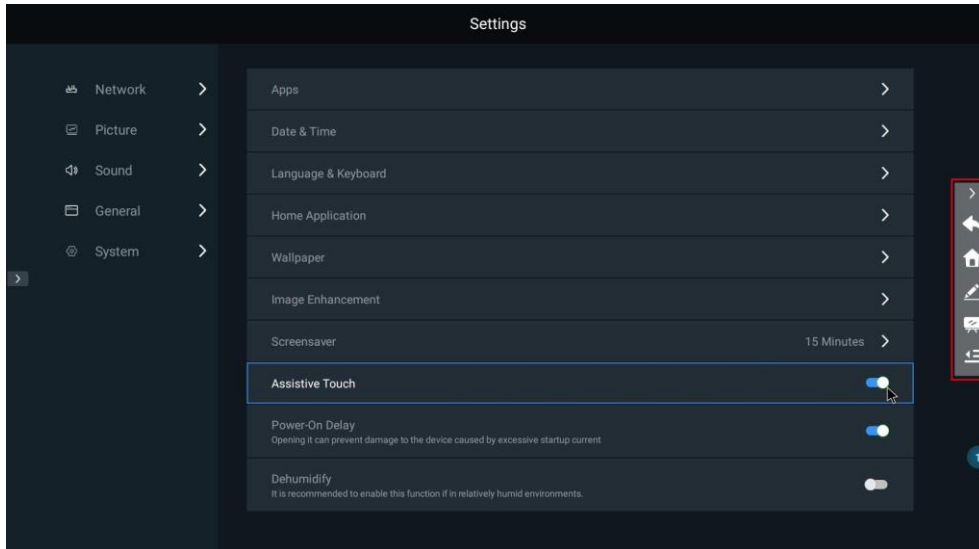 Settings
Network
Picture
Sound
General
System
Apps
Date & Time
Language & Keyboard
Home Application
Wallpaper
Image Enhancement
Screensaver 15 Minutes
Assistive Touch
Power-On Delay
Opening it can prevent damage to the device caused by excessive startup current
Dehumidify
It is recommended to enable this function if in relatively humid environments.